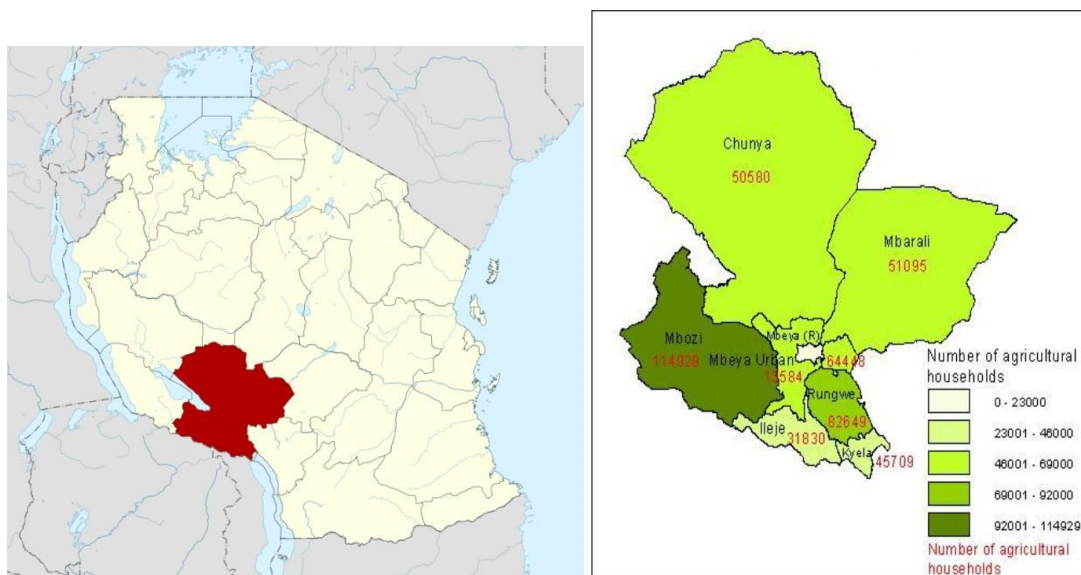 Chunya
50580
Mbarali
51095
Mbeya (R)
Mbozi
114929
Mbeya Urban
13584
64448
Rungwe
82649
Ileje
31830
Kyela
45709
Number of agricultural
households
0 - 23000
23001 - 46000
46001 - 69000
69001 - 92000
92001 - 114929
Number of agricultural
households